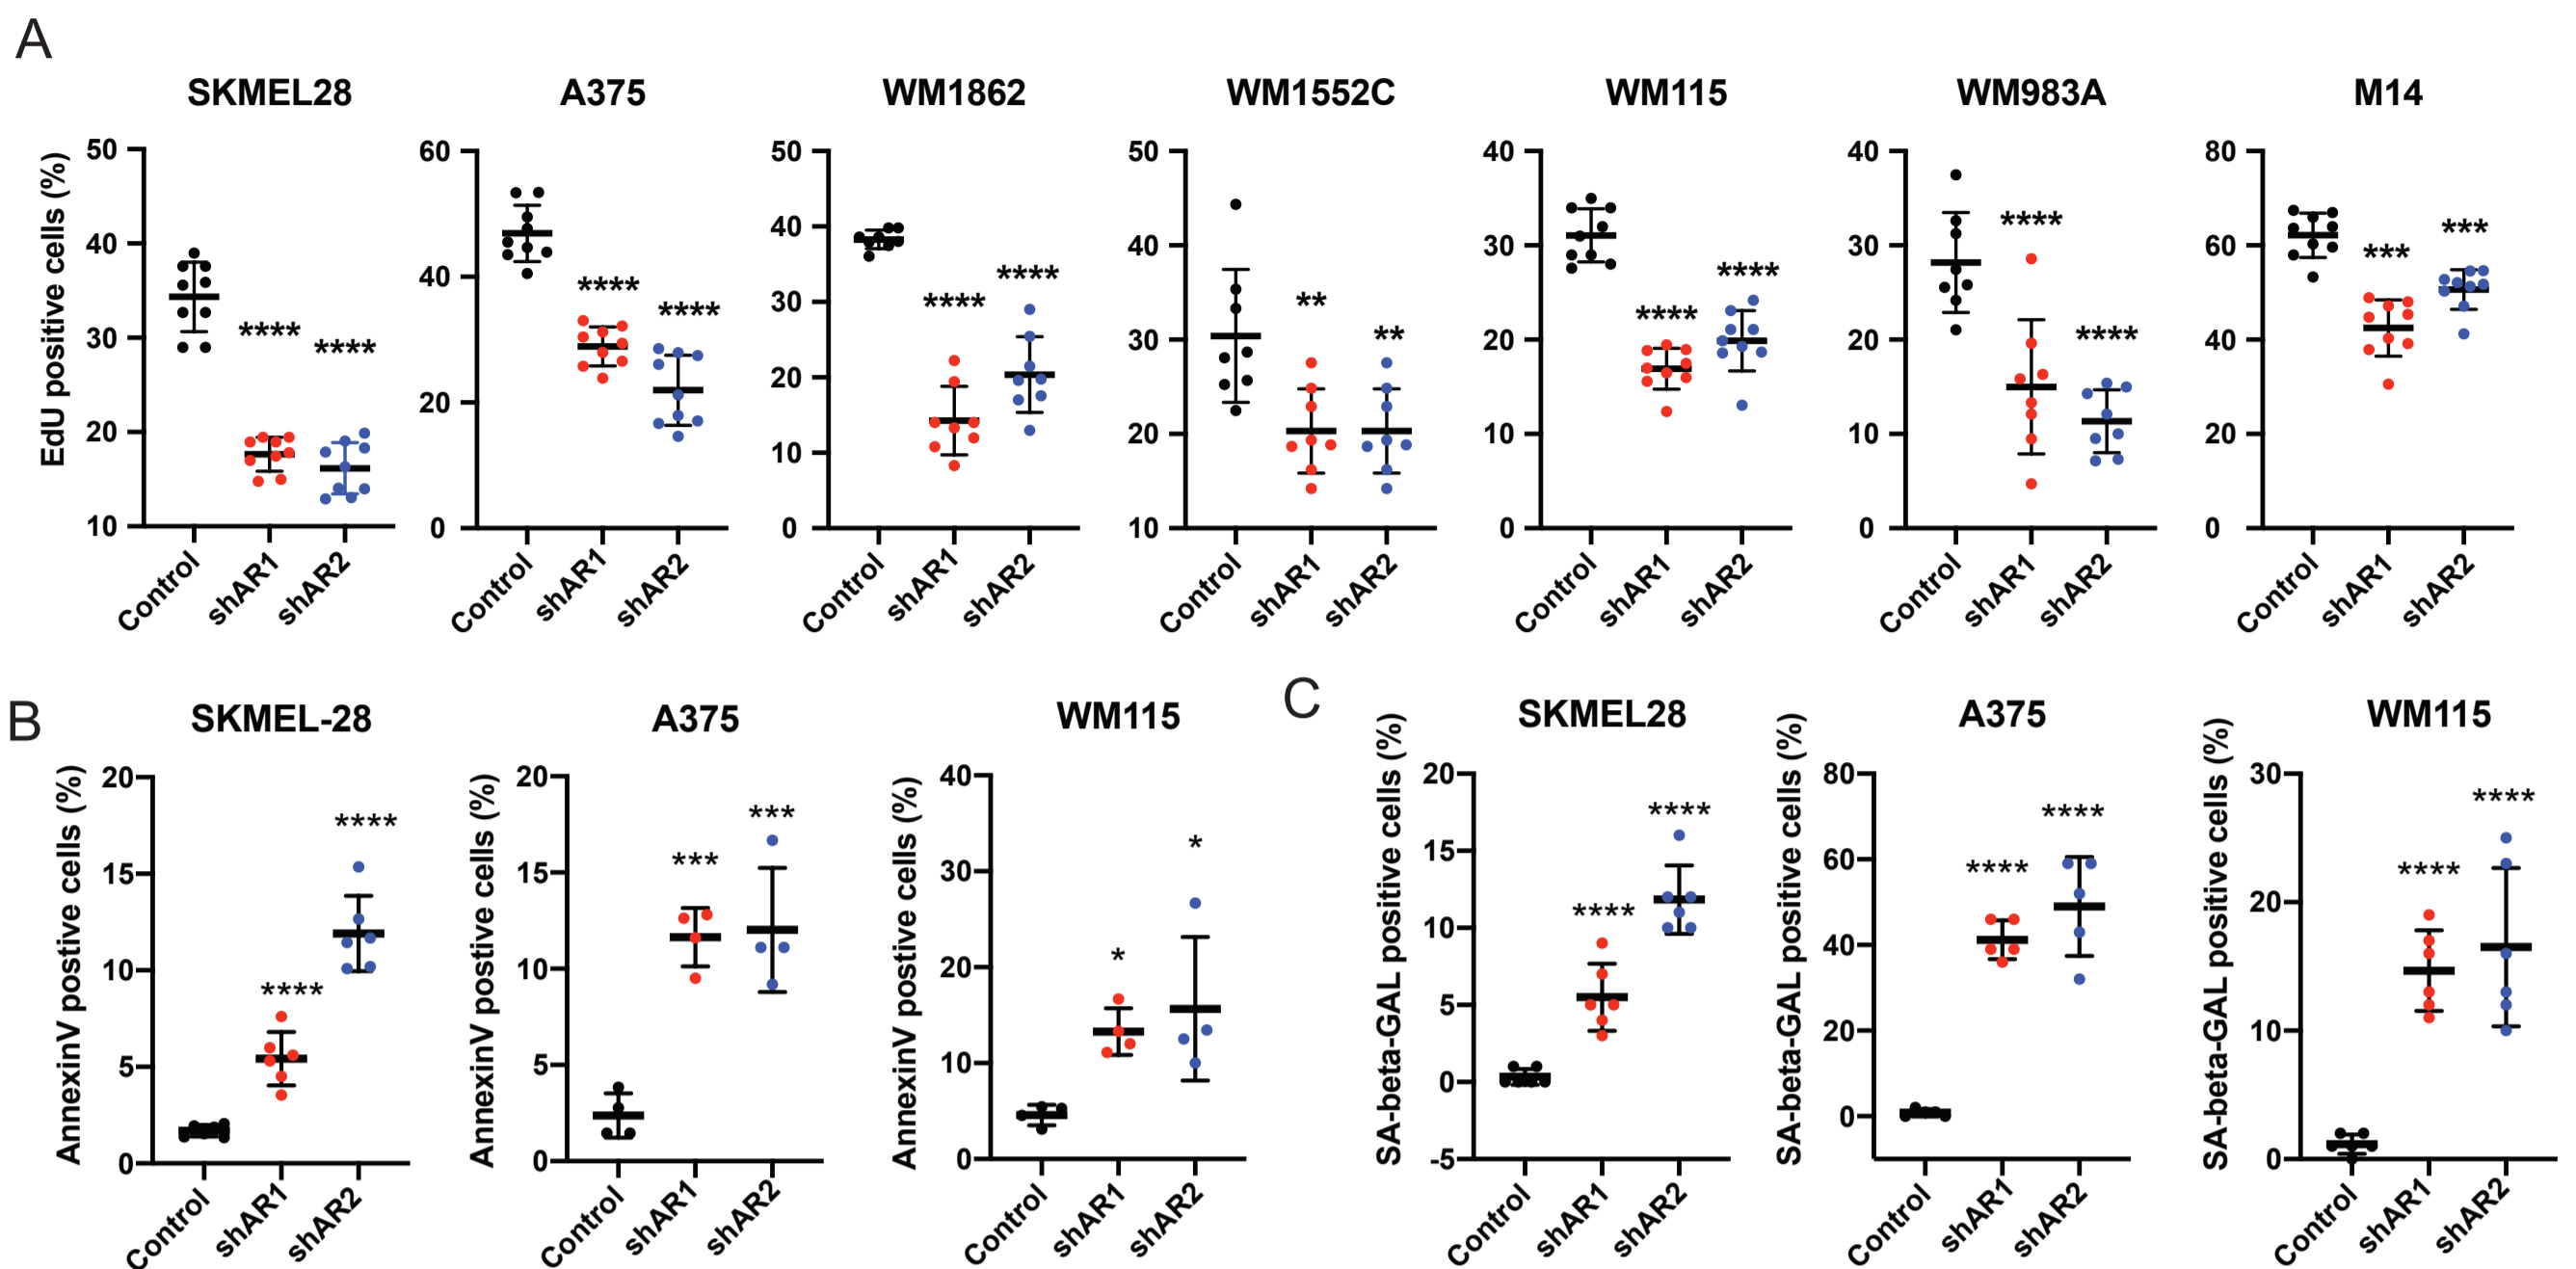 A
SKMEL28
A375
WM1862
WM1552C
WM115
WM983A
M14
EdU positive cells (%)
50
40
30
20
10
****
****
Control
shAR1
shAR2
60
40
20
0
****
****
Control
shAR1
shAR2
50
40
30
20
10
0
****
****
Control
shAR1
shAR2
50
40
30
20
10
**
**
Control
shAR1
shAR2
40
30
20
10
0
****
****
Control
shAR1
shAR2
40
30
20
10
0
****
****
Control
shAR1
shAR2
80
60
40
20
0
***
***
Control
shAR1
shAR2
B
SKMEL-28
AnnexinV postive cells (%)
20
15
10
5
0
****
****
Control
shAR1
shAR2
A375
AnnexinV postive cells (%)
20
15
10
5
0
***
***
Control
shAR1
shAR2
WM115
AnnexinV postive cells (%)
40
30
20
10
0
*
*
Control
shAR1
shAR2
C
SKMEL28
SA-beta-GAL positive cells (%)
20
15
10
5
0
-5
****
****
Control
shAR1
shAR2
A375
SA-beta-GAL positive cells (%)
80
60
40
20
0
****
****
Control
shAR1
shAR2
WM115
SA-beta-GAL positive cells (%)
30
20
10
0
****
****
Control
shAR1
shAR2